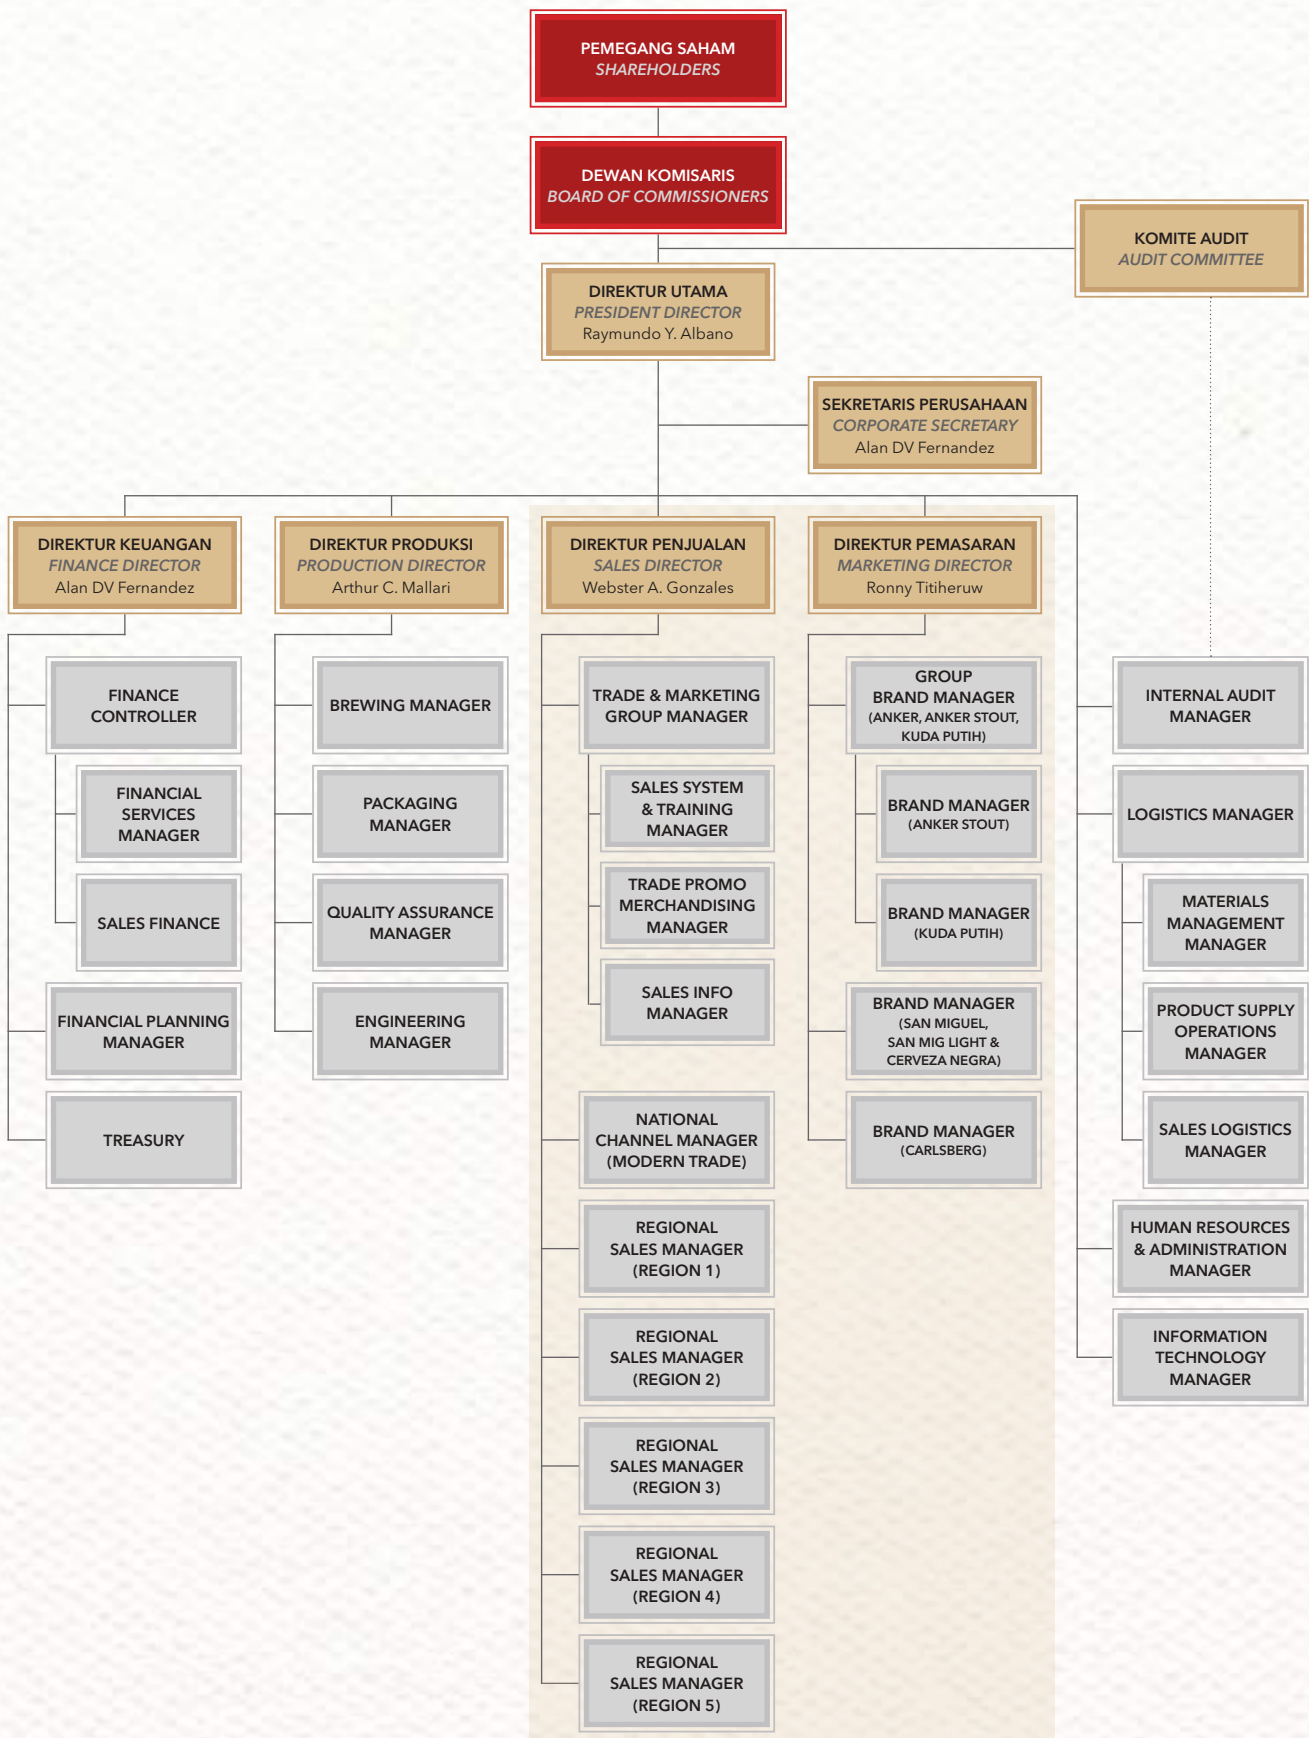 PEMEGANG SAHAM
SHAREHOLDERS
DEWAN KOMISARIS
BOARD OF COMMISSIONERS
KOMITE AUDIT
AUDIT COMMITTEE
DIREKTUR UTAMA
PRESIDENT DIRECTOR
Raymundo Y. Albano
SEKRETARIS PERUSAHAAN
CORPORATE SECRETARY
Alan DV Fernandez
DIREKTUR KEUANGAN
FINANCE DIRECTOR
Alan DV Fernandez
DIREKTUR PRODUKSI
PRODUCTION DIRECTOR
Arthur C. Mallari
DIREKTUR PENJUALAN
SALES DIRECTOR
Webster A. Gonzales
DIREKTUR PEMASARAN
MARKETING DIRECTOR
Ronny Titiheruw
FINANCE
CONTROLLER
FINANCIAL
SERVICES
MANAGER
SALES FINANCE
FINANCIAL PLANNING
MANAGER
TREASURY
BREWING MANAGER
PACKAGING
MANAGER
QUALITY ASSURANCE
MANAGER
ENGINEERING
MANAGER
TRADE & MARKETING
GROUP MANAGER
SALES SYSTEM
& TRAINING
MANAGER
TRADE PROMO
MERCHANDISING
MANAGER
SALES INFO
MANAGER
NATIONAL
CHANNEL MANAGER
(MODERN TRADE)
REGIONAL
SALES MANAGER
(REGION 1)
REGIONAL
SALES MANAGER
(REGION 2)
REGIONAL
SALES MANAGER
(REGION 3)
REGIONAL
SALES MANAGER
(REGION 4)
REGIONAL
SALES MANAGER
(REGION 5)
GROUP
BRAND MANAGER
(ANKER, ANKER STOUT,
KUDA PUTIH)
BRAND MANAGER
(ANKER STOUT)
BRAND MANAGER
(KUDA PUTIH)
BRAND MANAGER
(SAN MIGUEL,
SAN MIG LIGHT &
CERVEZA NEGRA)
BRAND MANAGER
(CARLSBERG)
INTERNAL AUDIT
MANAGER
LOGISTICS MANAGER
MATERIALS
MANAGEMENT
MANAGER
PRODUCT SUPPLY
OPERATIONS
MANAGER
SALES LOGISTICS
MANAGER
HUMAN RESOURCES
& ADMINISTRATION
MANAGER
INFORMATION
TECHNOLOGY
MANAGER